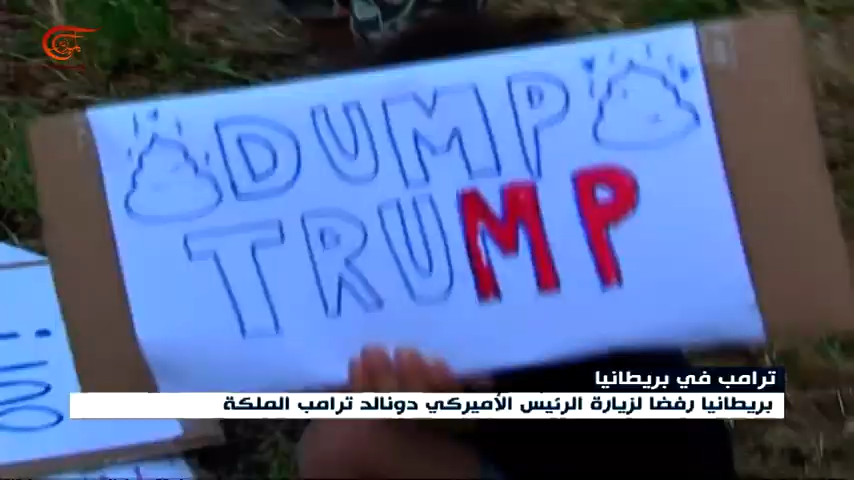 DUMP
TRUMP
ترامب في بريطانيا
بريطانيا رفضا لزيارة الرئيس الأميركي دونالد ترامب الملكة